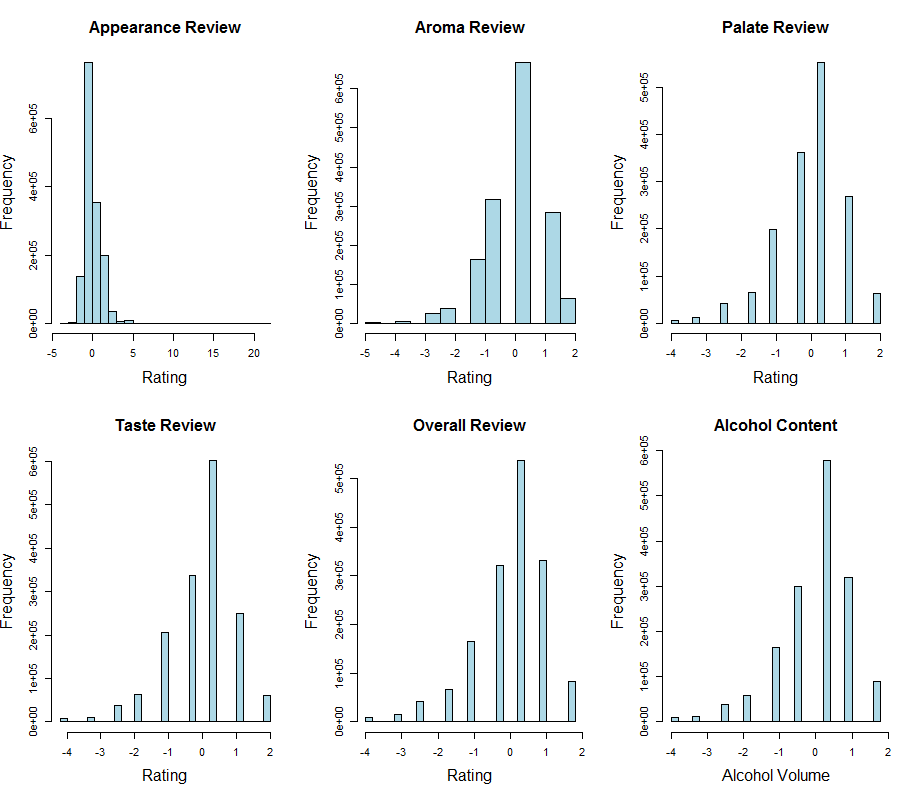 Appearance Review
Frequency
0e+00 2e+05 4e+05 6e+05
-5 0 5 10 15 20
Rating
Aroma Review
Frequency
0e+00 1e+05 2e+05 3e+05 4e+05 5e+05 6e+05
-5 -4 -3 -2 -1 0 1 2
Rating
Palate Review
Frequency
0e+00 1e+05 2e+05 3e+05 4e+05 5e+05
-4 -3 -2 -1 0 1 2
Rating
Taste Review
Frequency
0e+00 1e+05 2e+05 3e+05 4e+05 5e+05 6e+05
-4 -3 -2 -1 0 1 2
Rating
Overall Review
Frequency
0e+00 1e+05 2e+05 3e+05 4e+05 5e+05
-4 -3 -2 -1 0 1 2
Rating
Alcohol Content
Frequency
0e+00 1e+05 2e+05 3e+05 4e+05 5e+05 6e+05
-4 -3 -2 -1 0 1 2
Alcohol Volume